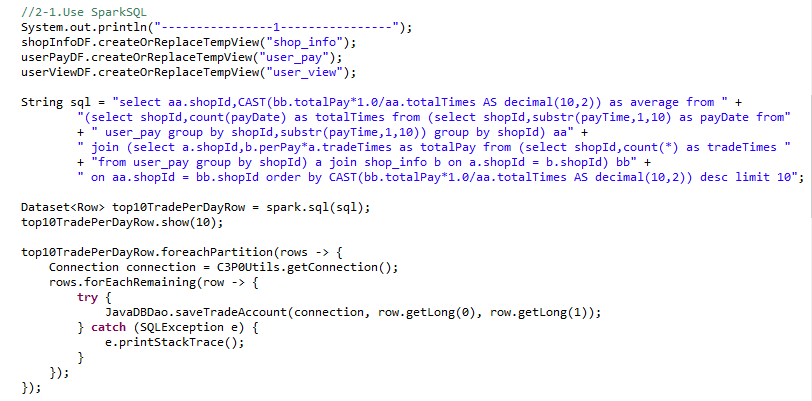 //2-1.Use SparkSQL
System.out.println("----------------1----------------");
shopInfoDF.createOrReplaceTempView("shop_info");
userPayDF.createOrReplaceTempView("user_pay");
userViewDF.createOrReplaceTempView("user_view");

String sql = "select aa.shopId,CAST(bb.totalPay*1.0/aa.totalTimes AS decimal(10,2)) as average from " +
        "(select shopId,count(payDate) as totalTimes from (select shopId,substr(payTime,1,10) as payDate from"
        + " user_pay group by shopId,substr(payTime,1,10)) group by shopId) aa" +
        " join (select a.shopId,b.perPay*a.tradeTimes as totalPay from (select shopId,count(*) as tradeTimes "
        + "from user_pay group by shopId) a join shop_info b on a.shopId = b.shopId) bb" +
        " on aa.shopId = bb.shopId order by CAST(bb.totalPay*1.0/aa.totalTimes AS decimal(10,2)) desc limit 10";

Dataset<Row> top10TradePerDayRow = spark.sql(sql);
top10TradePerDayRow.show(10);

top10TradePerDayRow.foreachPartition(rows -> {
    Connection connection = C3P0Utils.getConnection();
    rows.forEachRemaining(row -> {
        try {
            JavaDBDao.saveTradeAccount(connection, row.getLong(0), row.getLong(1));
        } catch (SQLException e) {
            e.printStackTrace();
        }
    });
});